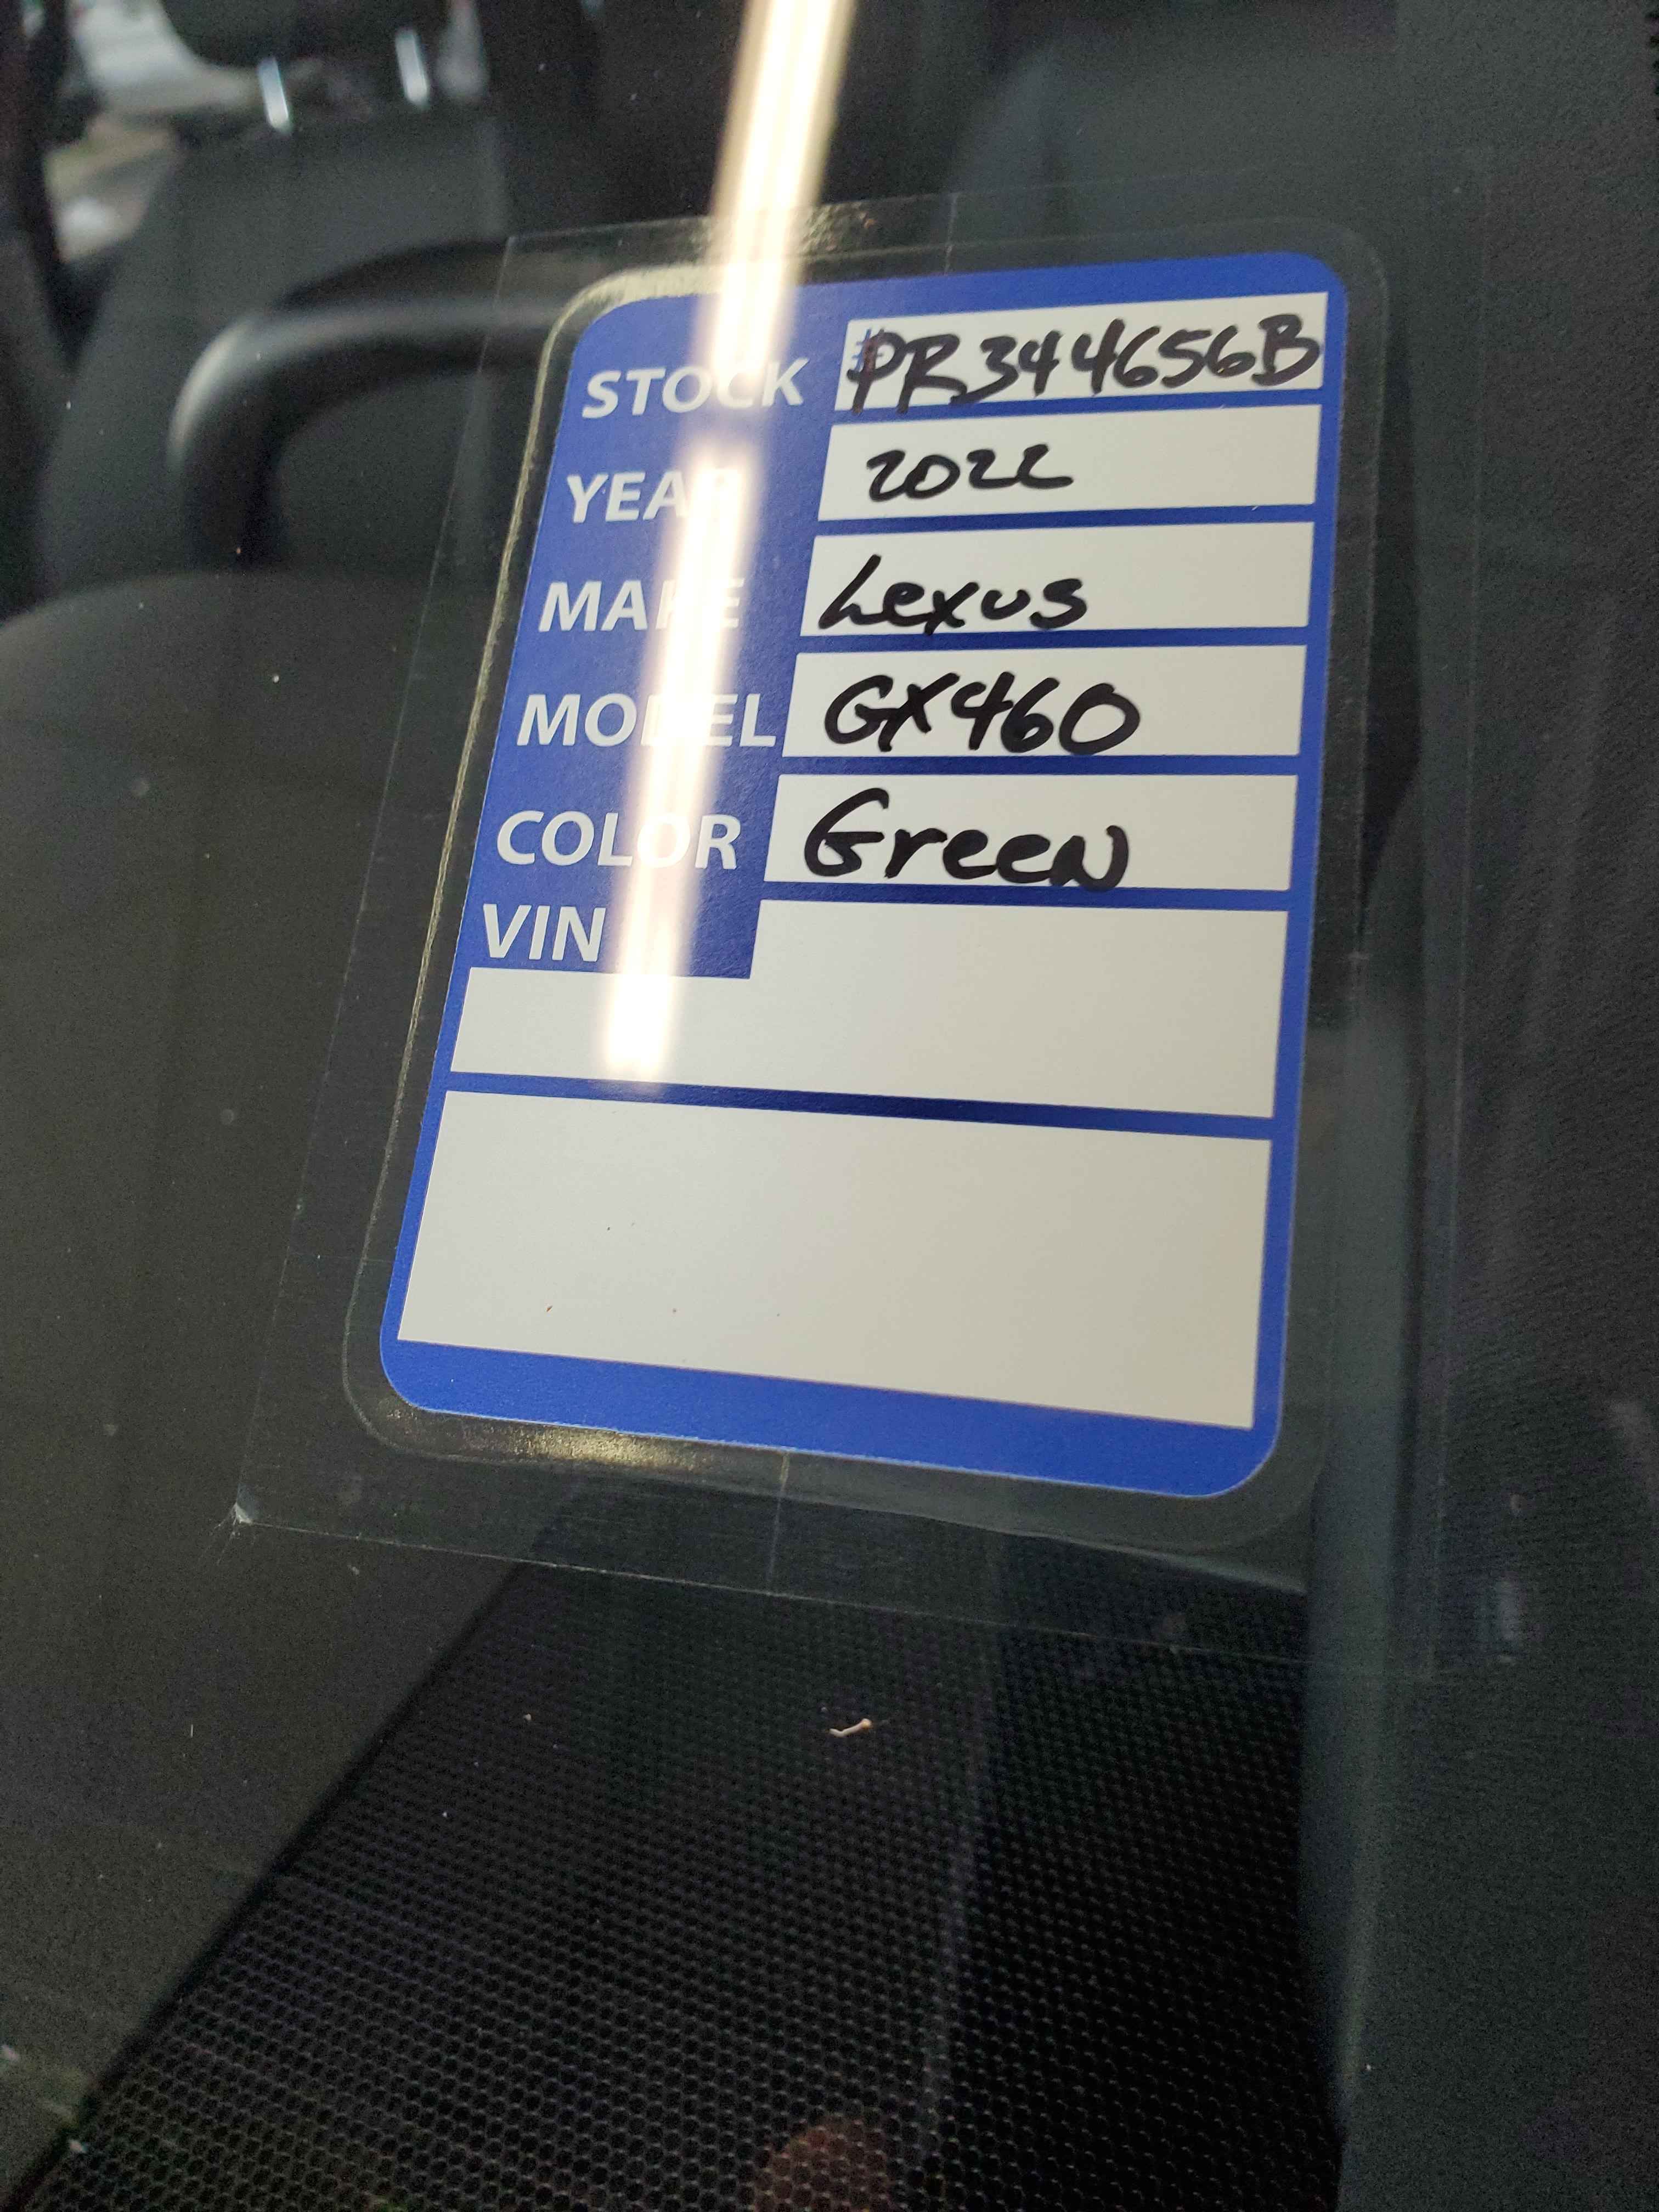 STOCK #PR344656B
YEAR 2022
MAKE Lexus
MODEL GX460
COLOR Green
VIN